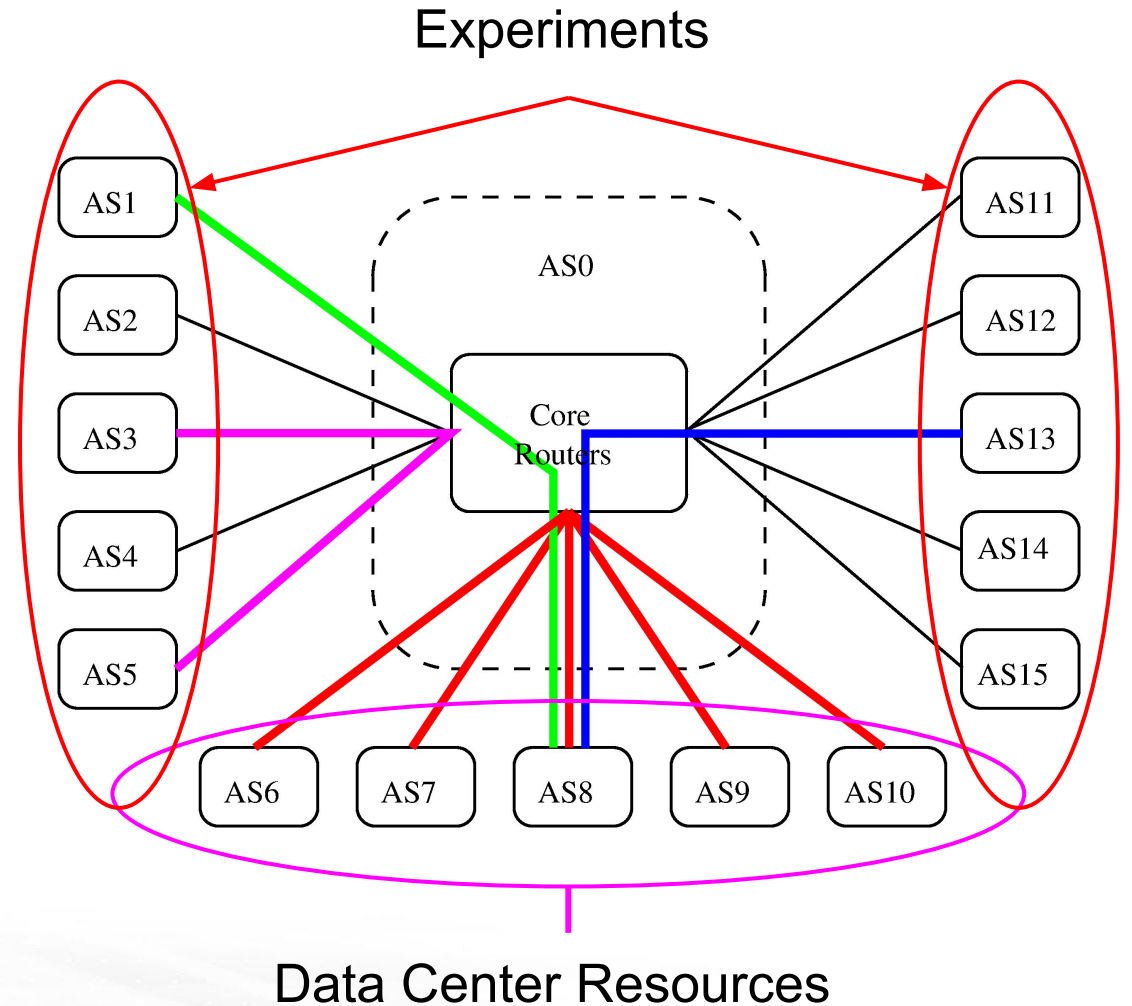 Experiments
AS1
AS11
AS0
AS2
AS12
Core
Routers
AS3
AS13
AS4
AS14
AS5
AS15
AS6
AS7
AS8
AS9
AS10
Data Center Resources